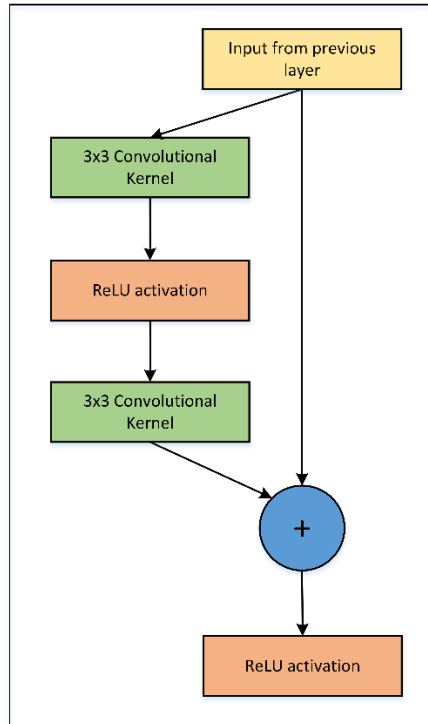 Input from previous
layer
3x3 Convolutional
Kernel
ReLU activation
3x3 Convolutional
Kernel
+
ReLU activation